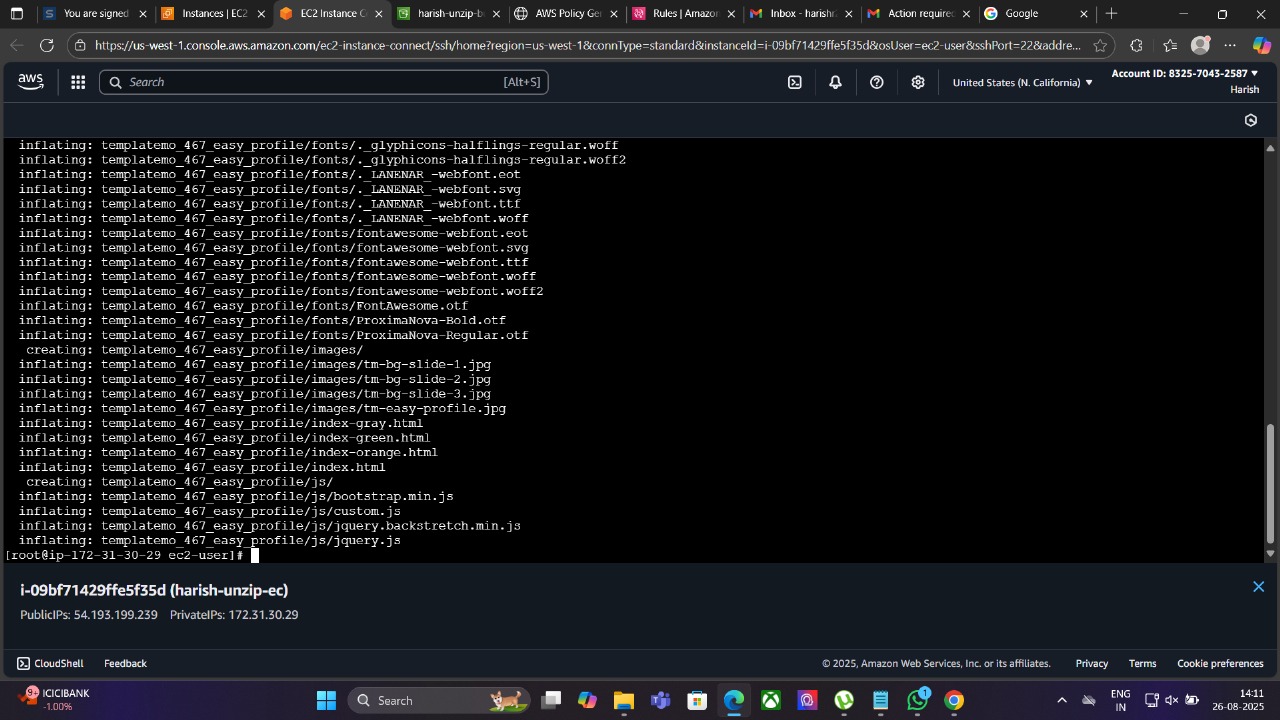 You are signed
Instances | EC2
EC2 Instance C
harish-unzip-b
AWS Policy Ge
Rules | Amazon
Inbox - harishr
Action require
Google
https://us-west-1.console.aws.amazon.com/ec2-instance-connect/ssh/home?region=us-west-1&connType=standard&instanceId=i-09bf71429ffe5f35d&osUser=ec2-user&sshPort=22&addre...
aws
Search
[Alt+S]
United States (N. California) ▼
Account ID: 8325-7043-2587 ▼
Harish
inflating: templatemo_467_easy_profile/fonts/._glyphicons-halflings-regular.woff
inflating: templatemo_467_easy_profile/fonts/._glyphicons-halflings-regular.woff2
inflating: templatemo_467_easy_profile/fonts/._LANENAR_-webfont.eot
inflating: templatemo_467_easy_profile/fonts/._LANENAR_-webfont.svg
inflating: templatemo_467_easy_profile/fonts/._LANENAR_-webfont.ttf
inflating: templatemo_467_easy_profile/fonts/._LANENAR_-webfont.woff
inflating: templatemo_467_easy_profile/fonts/fontawesome-webfont.eot
inflating: templatemo_467_easy_profile/fonts/fontawesome-webfont.svg
inflating: templatemo_467_easy_profile/fonts/fontawesome-webfont.ttf
inflating: templatemo_467_easy_profile/fonts/fontawesome-webfont.woff
inflating: templatemo_467_easy_profile/fonts/fontawesome-webfont.woff2
inflating: templatemo_467_easy_profile/fonts/FontAwesome.otf
inflating: templatemo_467_easy_profile/fonts/ProximaNova-Bold.otf
inflating: templatemo_467_easy_profile/fonts/ProximaNova-Regular.otf
creating: templatemo_467_easy_profile/images/
inflating: templatemo_467_easy_profile/images/tm-bg-slide-1.jpg
inflating: templatemo_467_easy_profile/images/tm-bg-slide-2.jpg
inflating: templatemo_467_easy_profile/images/tm-bg-slide-3.jpg
inflating: templatemo_467_easy_profile/images/tm-easy-profile.jpg
inflating: templatemo_467_easy_profile/index-gray.html
inflating: templatemo_467_easy_profile/index-green.html
inflating: templatemo_467_easy_profile/index-orange.html
inflating: templatemo_467_easy_profile/index.html
creating: templatemo_467_easy_profile/js/
inflating: templatemo_467_easy_profile/js/bootstrap.min.js
inflating: templatemo_467_easy_profile/js/custom.js
inflating: templatemo_467_easy_profile/js/jquery.backstretch.min.js
inflating: templatemo_467_easy_profile/js/jquery.js
[root@ip-172-31-30-29 ec2-user]#
i-09bf71429ffe5f35d (harish-unzip-ec)
PublicIPs: 54.193.199.239 PrivateIPs: 172.31.30.29
CloudShell
Feedback
© 2025, Amazon Web Services, Inc. or its affiliates.
Privacy
Terms
Cookie preferences
9+
ICICIBANK
-1.00%
Search
1
ENG
IN
14:11
26-08-2025